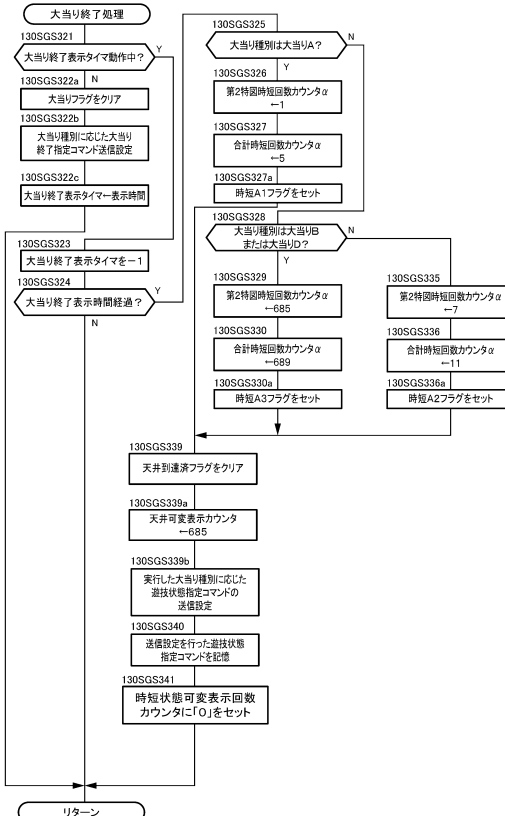 大当り終了処理
130SGS321
大当り終了表示タイマ動作中？
Y
N
130SGS322a
大当りフラグをクリア
130SGS322b
大当り種別に応じた大当り
終了指定コマンド送信設定
130SGS322c
大当り終了表示タイマ←表示時間
130SGS323
大当り終了表示タイマを－1
130SGS324
大当り終了表示時間経過？
Y
N
130SGS325
大当り種別は大当りA？
N
Y
130SGS326
第2特図時短回数カウンタα
←1
130SGS327
合計時短回数カウンタα
←5
130SGS327a
時短A1フラグをセット
130SGS328
大当り種別は大当りB
または大当りD？
N
Y
130SGS329
第2特図時短回数カウンタα
←685
130SGS330
合計時短回数カウンタα
←689
130SGS330a
時短A3フラグをセット
130SGS335
第2特図時短回数カウンタα
←7
130SGS336
合計時短回数カウンタα
←11
130SGS336a
時短A2フラグをセット
130SGS339
天井到達済フラグをクリア
130SGS339a
天井可変表示カウンタ
←685
130SGS339b
実行した大当り種別に応じた
遊技状態指定コマンドの
送信設定
130SGS340
送信設定を行った遊技状態
指定コマンドを記憶
130SGS341
時短状態可変表示回数
カウンタに「0」をセット
リターン